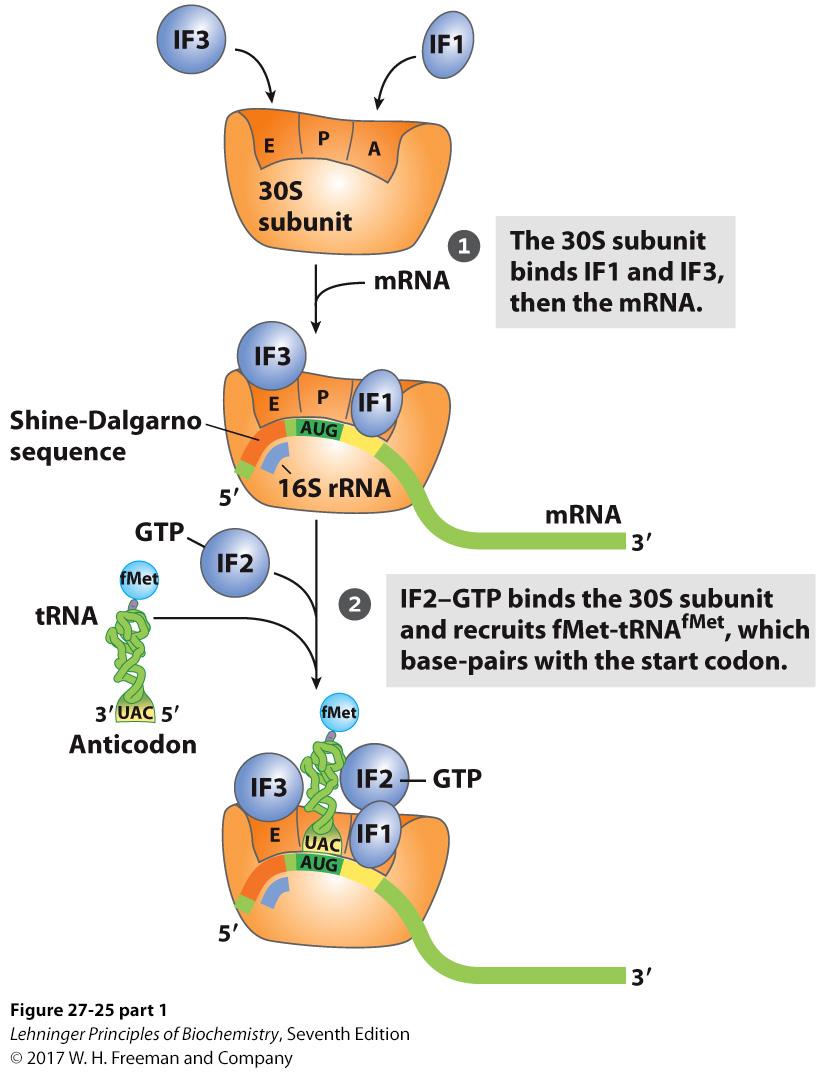 IF3
IF1
E
P
A
30S
subunit
1
The 30S subunit
binds IF1 and IF3,
then the mRNA.
mRNA
IF3
E
P
IF1
Shine-Dalgarno
sequence
AUG
16S rRNA
5′
mRNA
3′
GTP
IF2
fMet
tRNA
3′ UAC 5′
Anticodon
2
IF2–GTP binds the 30S subunit
and recruits fMet-tRNAfMet, which
base-pairs with the start codon.
fMet
IF3
IF2
GTP
E
IF1
UAC
AUG
5′
3′
Figure 27-25 part 1
Lehninger Principles of Biochemistry, Seventh Edition
© 2017 W. H. Freeman and Company